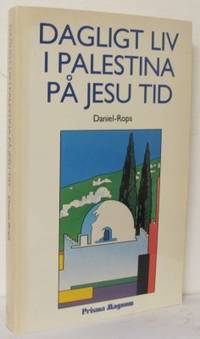 DAGLIGT LIV
I PALESTINA
PÅ JESU TID
Daniel-Rops
Prisma Magnum